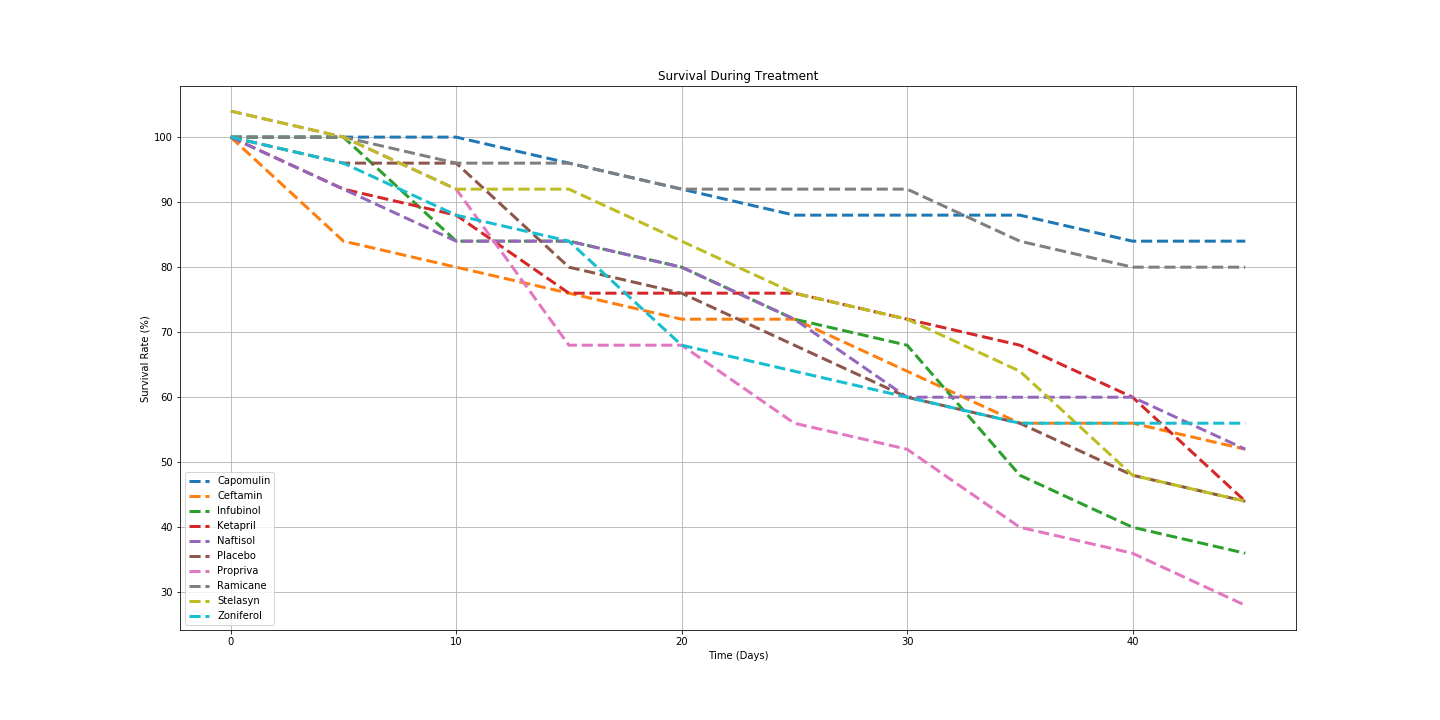 Survival During Treatment
100
90
80
70
60
50
40
30
Survival Rate (%)
Capomulin
Ceftamin
Infubinol
Ketapril
Naftisol
Placebo
Propriva
Ramicane
Stelasyn
Zoniferol
0 10 20 30 40
Time (Days)